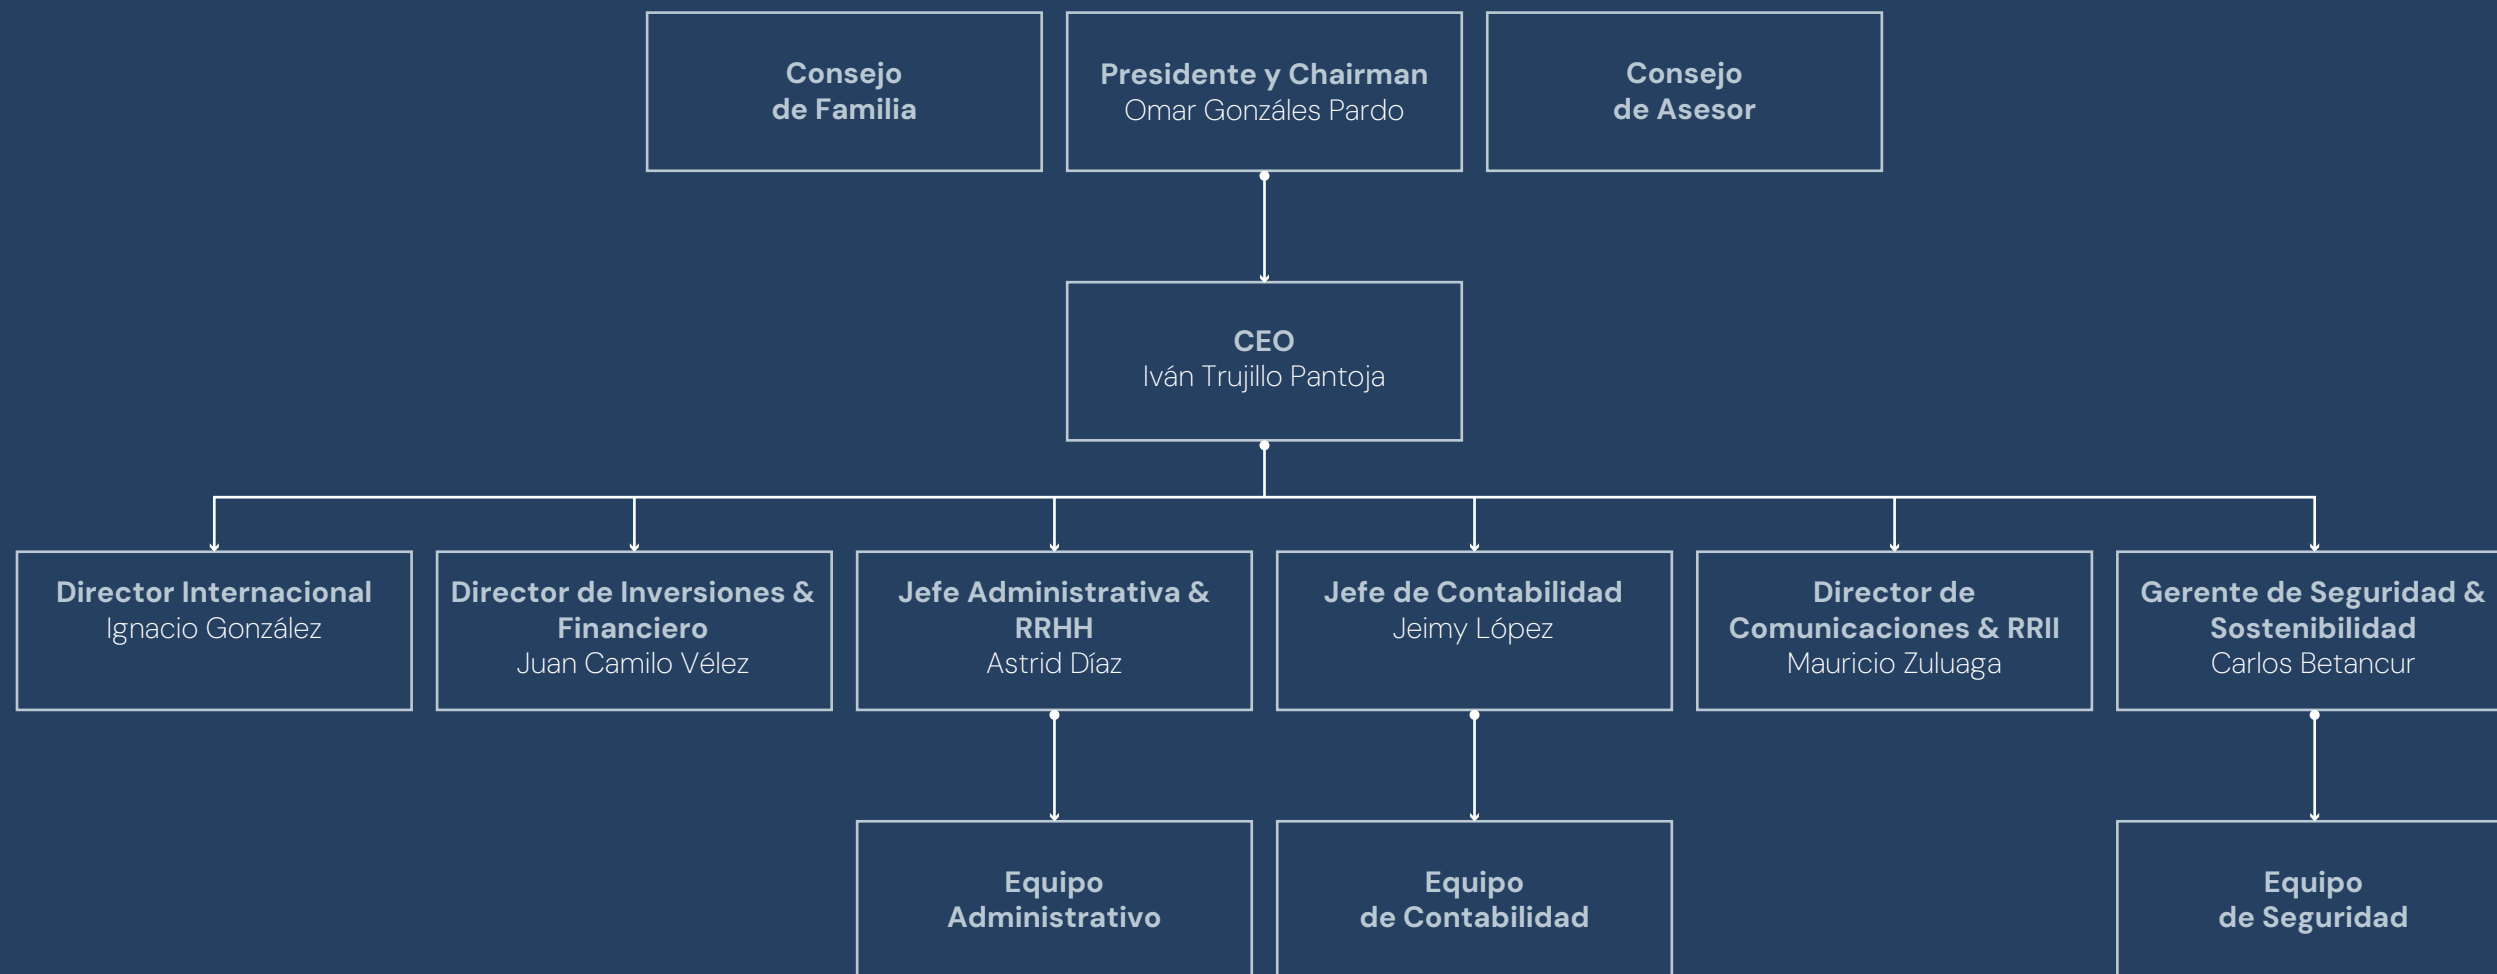 Consejo
de Familia
Presidente y Chairman
Omar Gonzáles Pardo
Consejo
de Asesor
CEO
Iván Trujillo Pantoja
Director Internacional
Ignacio González
Director de Inversiones &
Financiero
Juan Camilo Vélez
Jefe Administrativa &
RRHH
Astrid Díaz
Jefe de Contabilidad
Jeimy López
Director de
Comunicaciones & RRII
Mauricio Zuluaga
Gerente de Seguridad &
Sostenibilidad
Carlos Betancur
Equipo
Administrativo
Equipo
de Contabilidad
Equipo
de Seguridad